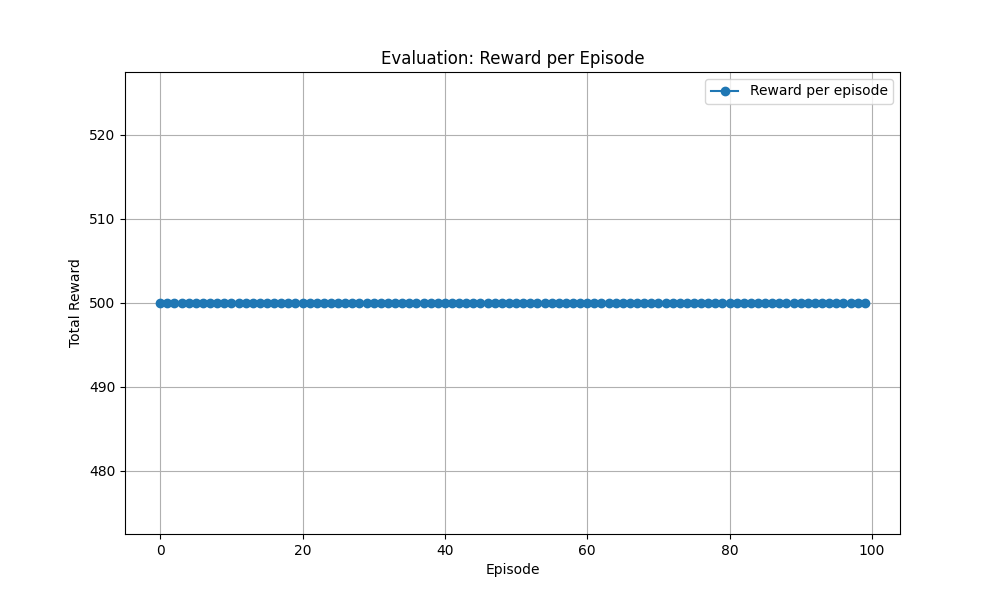 Evaluation: Reward per Episode
Reward per episode
520
510
500
490
480
Total Reward
0 20 40 60 80 100
Episode